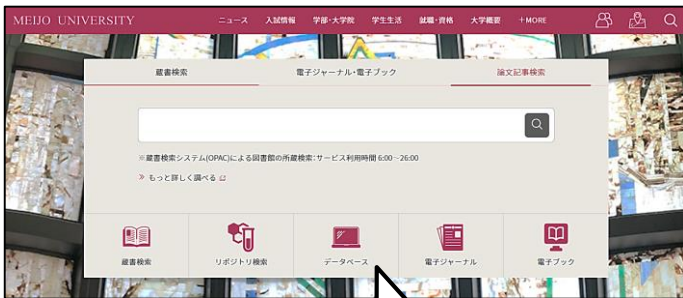 MEIJO UNIVERSITY ニュース 入試情報 学部・大学院 学生生活 就職・資格 大学概要 +MORE
蔵書検索 電子ジャーナル・電子ブック 論文記事検索
※蔵書検索システム(OPAC)による図書館の所蔵検索:サービス利用時間 6:00~26:00
» もっと詳しく調べる
蔵書検索 リポジトリ検索 データベース 電子ジャーナル 電子ブック